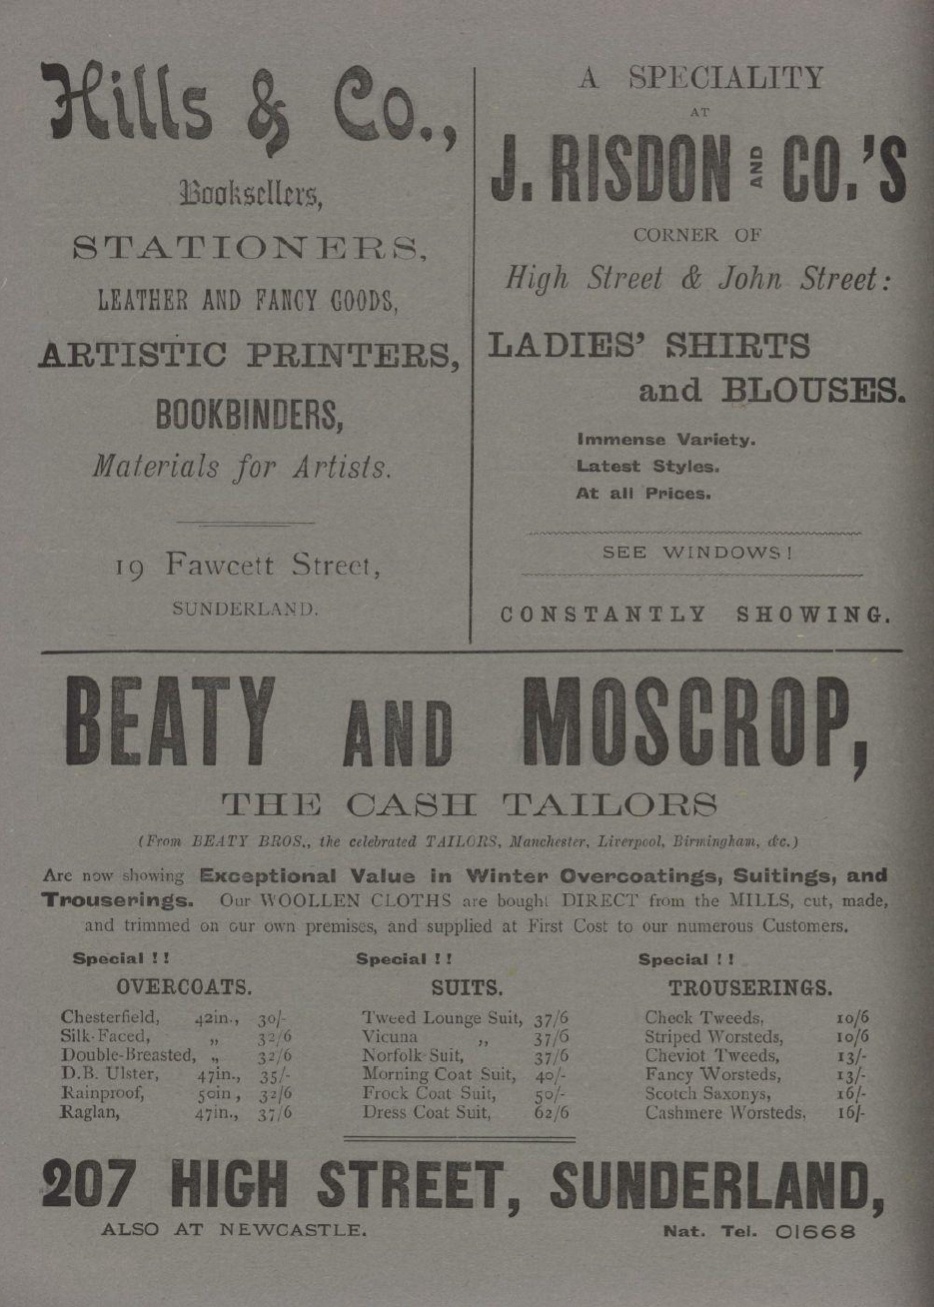 Hills & Co.,
Booksellers,
STATIONERS,
LEATHER AND FANCY GOODS,
ARTISTIC PRINTERS,
BOOKBINDERS,
Materials for Artists.
19 Fawcett Street,
SUNDERLAND.
A SPECIALITY
AT
J. RISDON AND CO.'S
CORNER OF
High Street & John Street:
LADIES' SHIRTS
and BLOUSES.
Immense Variety.
Latest Styles.
At all Prices.
SEE WINDOWS!
CONSTANTLY SHOWING.
BEATY AND MOSCROP,
THE CASH TAILORS
(From BEATY BROS., the celebrated TAILORS, Manchester, Liverpool, Birmingham, &c.)
Are now showing Exceptional Value in Winter Overcoatings, Suitings, and
Trouserings. Our WOOLLEN CLOTHS are bought DIRECT from the MILLS, cut, made,
and trimmed on our own premises, and supplied at First Cost to our numerous Customers.
Special !!
OVERCOATS.
Chesterfield, 42in., 30/-
Silk-Faced, „ 32/6
Double-Breasted, „ 32/6
D.B. Ulster, 47in., 35/-
Rainproof, 50in., 32/6
Raglan, 47in., 37/6
Special !!
SUITS.
Tweed Lounge Suit, 37/6
Vicuna „ 37/6
Norfolk Suit, 37/6
Morning Coat Suit, 40/-
Frock Coat Suit, 50/-
Dress Coat Suit, 62/6
Special !!
TROUSERINGS.
Check Tweeds, 10/6
Striped Worsteds, 10/6
Cheviot Tweeds, 13/-
Fancy Worsteds, 13/-
Scotch Saxonys, 16/-
Cashmere Worsteds, 16/-
207 HIGH STREET, SUNDERLAND,
ALSO AT NEWCASTLE.
Nat. Tel. 01668